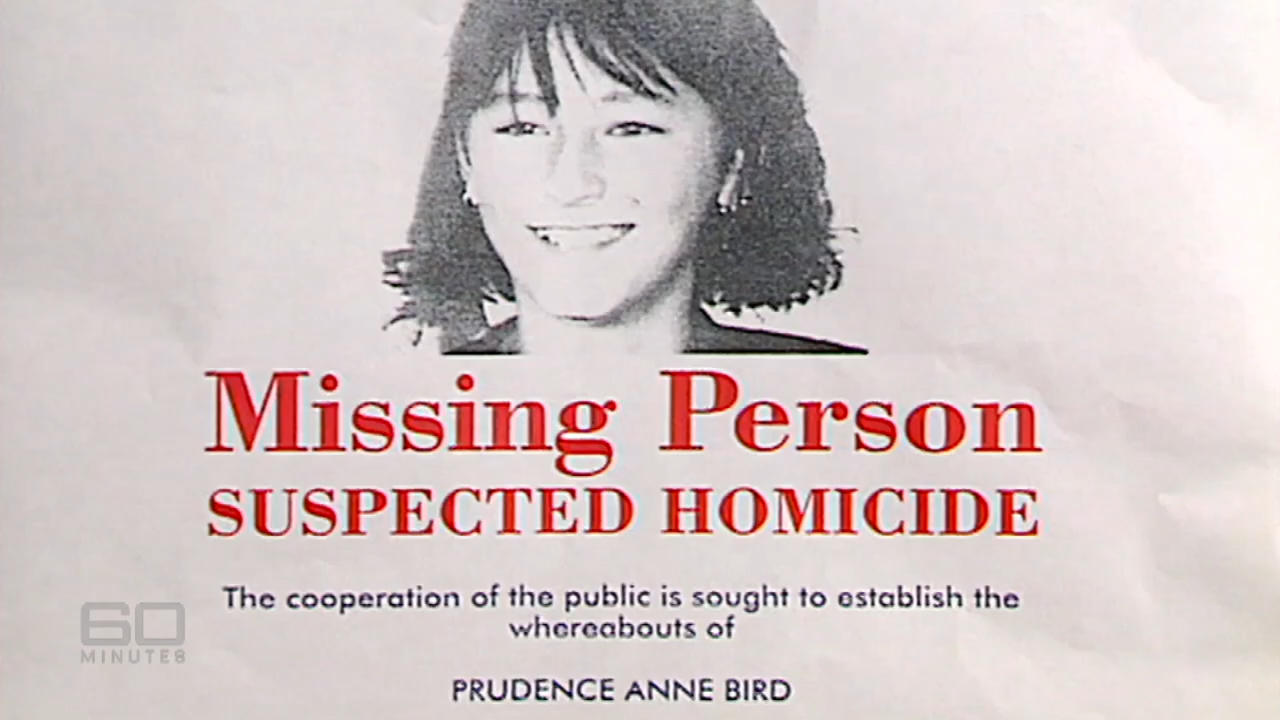 Missing Person
SUSPECTED HOMICIDE
The cooperation of the public is sought to establish the
whereabouts of
60
MINUTES
PRUDENCE ANNE BIRD